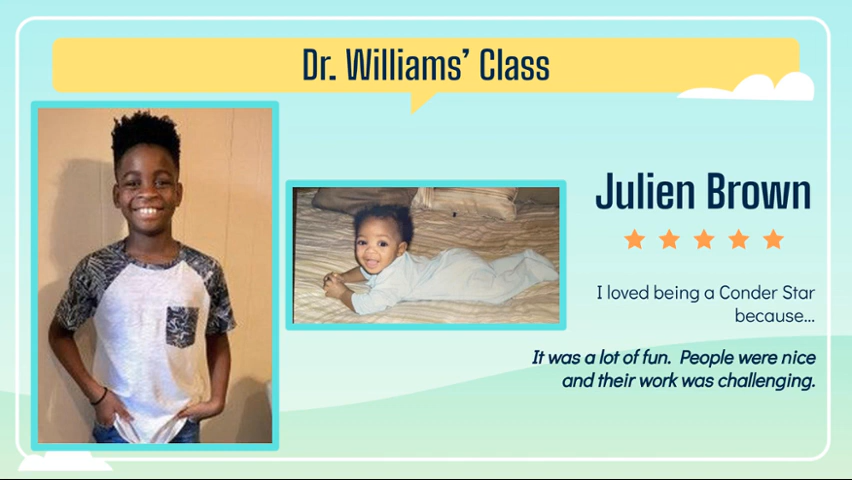 Dr. Williams’ Class
Julien Brown
I loved being a Conder Star
because...
It was a lot of fun.  People were nice
and their work was challenging.